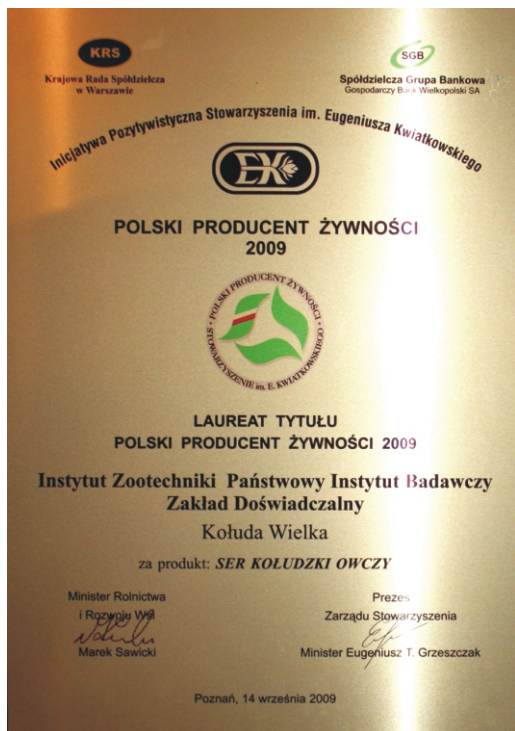 KRS
Krajowa Rada Spółdzielcza
w Warszawie
SGB
Spółdzielcza Grupa Bankowa
Gospodarczy Bank Wielkopolski SA
Inicjatywa Pozytywistyczna Stowarzyszenia im. Eugeniusza Kwiatkowskiego
EK
POLSKI PRODUCENT ŻYWNOŚCI
2009
• POLSKI PRODUCENT ŻYWNOŚCI •
STOWARZYSZENIE im. E. KWIATKOWSKIEGO
LAUREAT TYTUŁU
POLSKI PRODUCENT ŻYWNOŚCI 2009
Instytut Zootechniki Państwowy Instytut Badawczy
Zakład Doświadczalny
Kołuda Wielka
za produkt: SER KOŁUDZKI OWCZY
Minister Rolnictwa
i Rozwoju Wsi
Marek Sawicki
Prezes
Zarządu Stowarzyszenia
Minister Eugeniusz T. Grzeszczak
Poznań, 14 września 2009